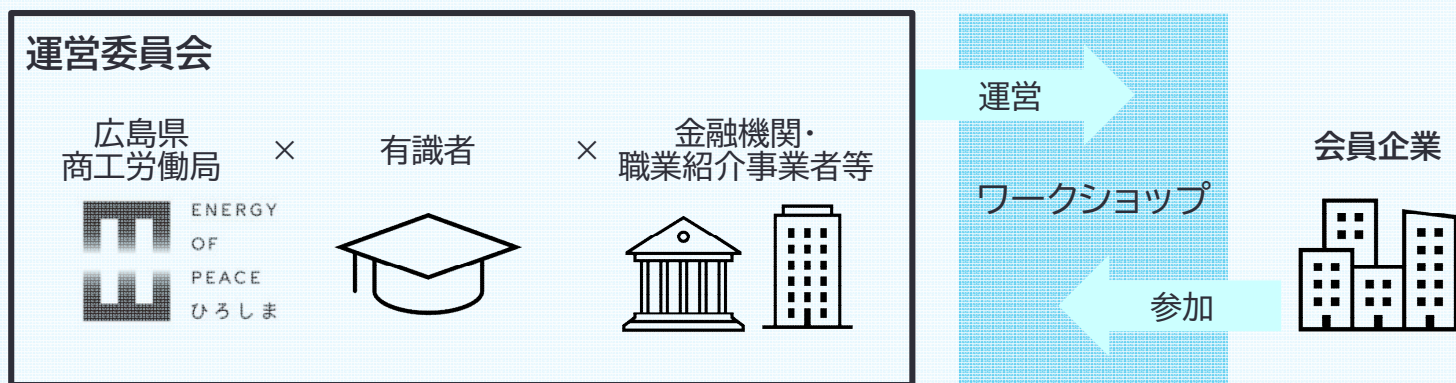 運営委員会
広島県
商工労働局
×
有識者
×
金融機関・
職業紹介事業者等
ENERGY
OF
PEACE
ひろしま
運営
ワークショップ
参加
会員企業